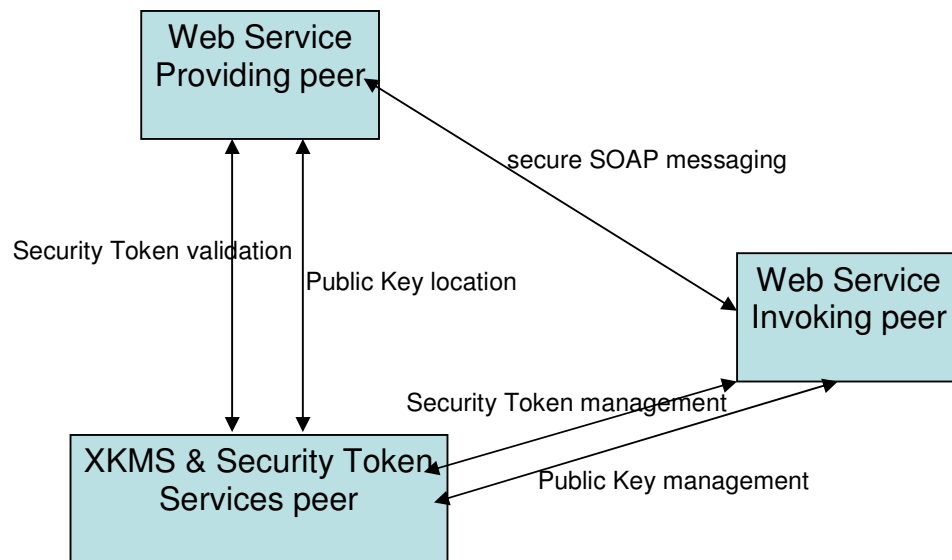 Web Service
Providing peer
secure SOAP messaging
Security Token validation
Public Key location
Web Service
Invoking peer
Security Token management
XKMS & Security Token
Services peer
Public Key management